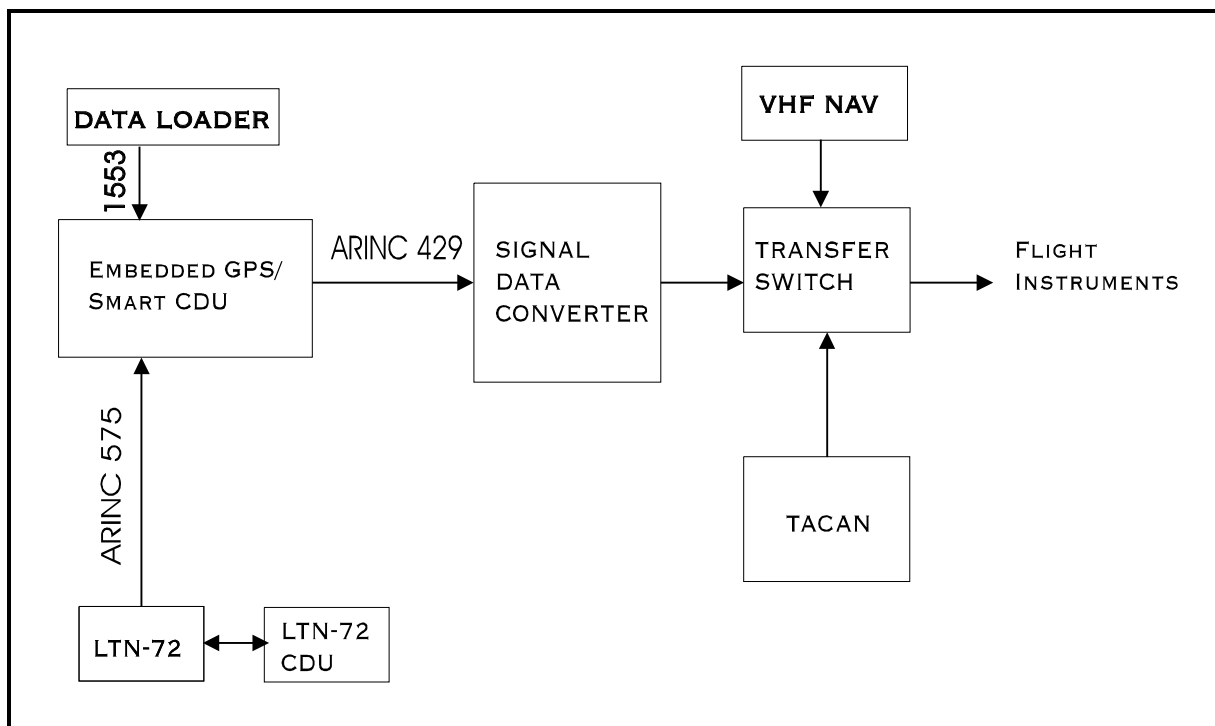 DATA LOADER
VHF NAV
1553
EMBEDDED GPS/
SMART CDU
ARINC 429
SIGNAL
DATA
CONVERTER
TRANSFER
SWITCH
FLIGHT
INSTRUMENTS
ARINC 575
TACAN
LTN-72
LTN-72
CDU